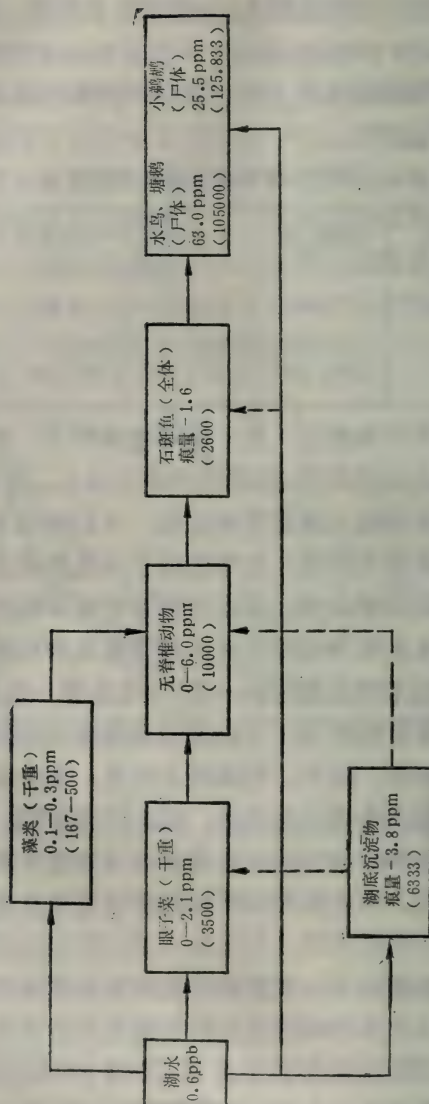 湖水
0.6ppb
藻类（干重）
0.1—0.3ppm
（167—500）
眼子菜（干重）
0—2.1ppm
（3500）
湖底沉淀物
痕量-3.8ppm
（6333）
无脊椎动物
0—6.0ppm
（10000）
石斑鱼（全体）
痕量-1.6
（2600）
水鸟、塘鹅
（尸体）
63.0ppm
（105000）
小鹈鹕
（尸体）
25.5ppm
（125.833）